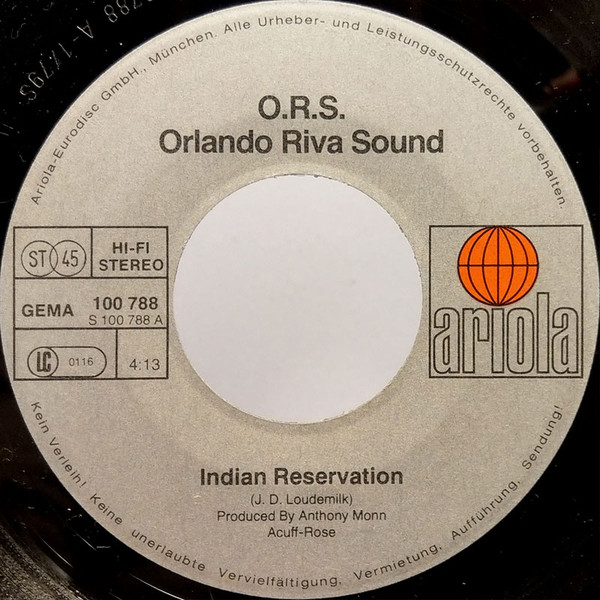 Ariola-Eurodisc GmbH., München. Alle Urheber- und Leistungsschutzrechte vorbehalten.
O.R.S.
Orlando Riva Sound
ST 45
HI-FI
STEREO
GEMA
100 788
S 100 788 A
LC 0116
4:13
ariola
Indian Reservation
(J. D. Loudemilk)
Produced By Anthony Monn
Acuff-Rose
Kein Verleih! Keine unerlaubte Vervielfältigung, Vermietung, Aufführung, Sendung!